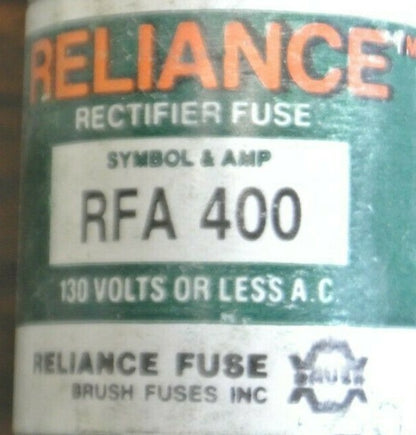 RELIANCE
RECTIFIER FUSE
SYMBOL & AMP
RFA 400
130 VOLTS OR LESS A.C.
RELIANCE FUSE
BRUSH FUSES INC